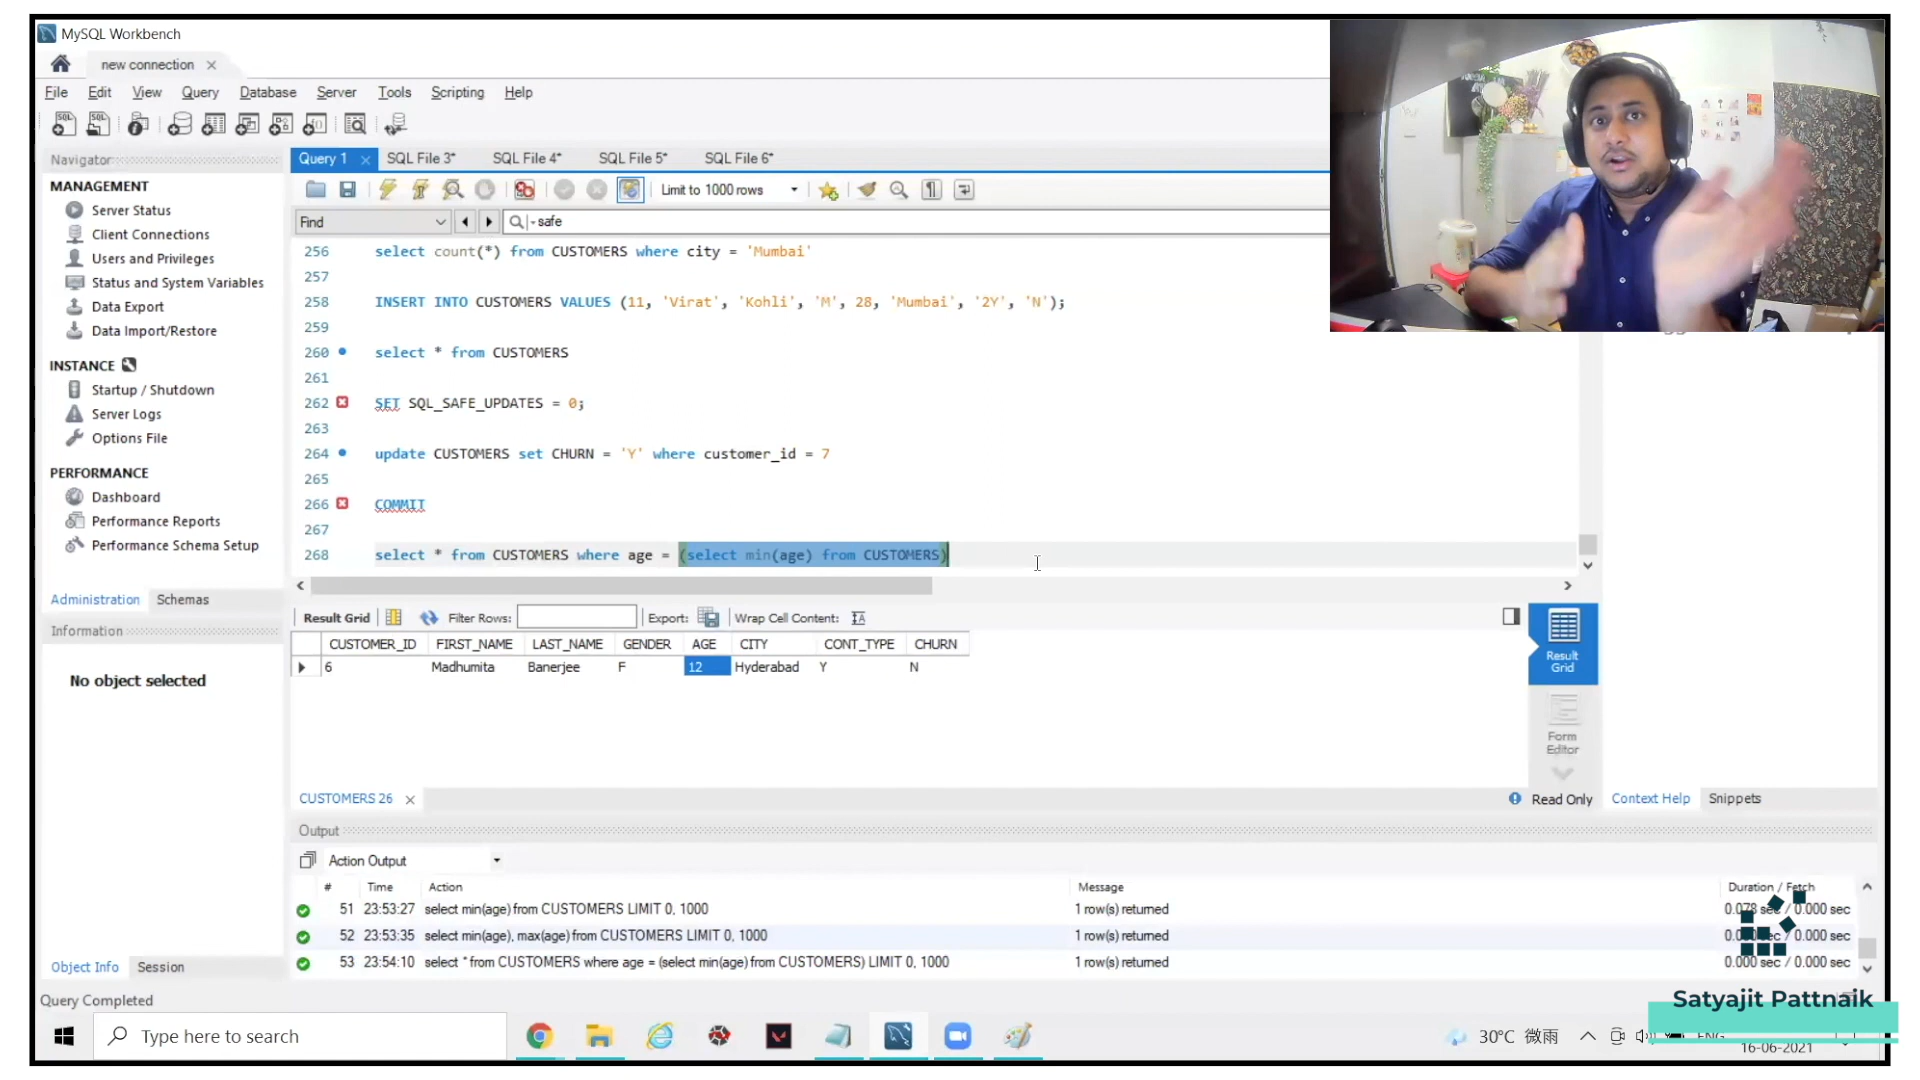 MySQL Workbench
new connection
File Edit View Query Database Server Tools Scripting Help
Navigator
MANAGEMENT
Server Status
Client Connections
Users and Privileges
Status and System Variables
Data Export
Data Import/Restore
INSTANCE
Startup / Shutdown
Server Logs
Options File
PERFORMANCE
Dashboard
Performance Reports
Performance Schema Setup
Administration Schemas
Information
No object selected
Object Info Session
Query 1 SQL File 3* SQL File 4* SQL File 5* SQL File 6*
Limit to 1000 rows
Find safe
256 select count(*) from CUSTOMERS where city = 'Mumbai'
257
258 INSERT INTO CUSTOMERS VALUES (11, 'Virat', 'Kohli', 'M', 28, 'Mumbai', '2Y', 'N');
259
260 select * from CUSTOMERS
261
262 SET SQL_SAFE_UPDATES = 0;
263
264 update CUSTOMERS set CHURN = 'Y' where customer_id = 7
265
266 COMMIT
267
268 select * from CUSTOMERS where age = (select min(age) from CUSTOMERS)
Result Grid Filter Rows: Export: Wrap Cell Content:
CUSTOMER_ID FIRST_NAME LAST_NAME GENDER AGE CITY CONT_TYPE CHURN
6 Madhumita Banerjee F 12 Hyderabad Y N
Result Grid
Form Editor
CUSTOMERS 26
Read Only
Context Help Snippets
Output
Action Output
# Time Action Message Duration / Fetch
51 23:53:27 select min(age) from CUSTOMERS LIMIT 0, 1000 1 row(s) returned 0.078 sec / 0.000 sec
52 23:53:35 select min(age), max(age) from CUSTOMERS LIMIT 0, 1000 1 row(s) returned / 0.000 sec
53 23:54:10 select * from CUSTOMERS where age = (select min(age) from CUSTOMERS) LIMIT 0, 1000 1 row(s) returned 0.000 sec / 0.000 sec
Query Completed
Satyajit Pattnaik
Type here to search
30°C 微雨
16-06-2021